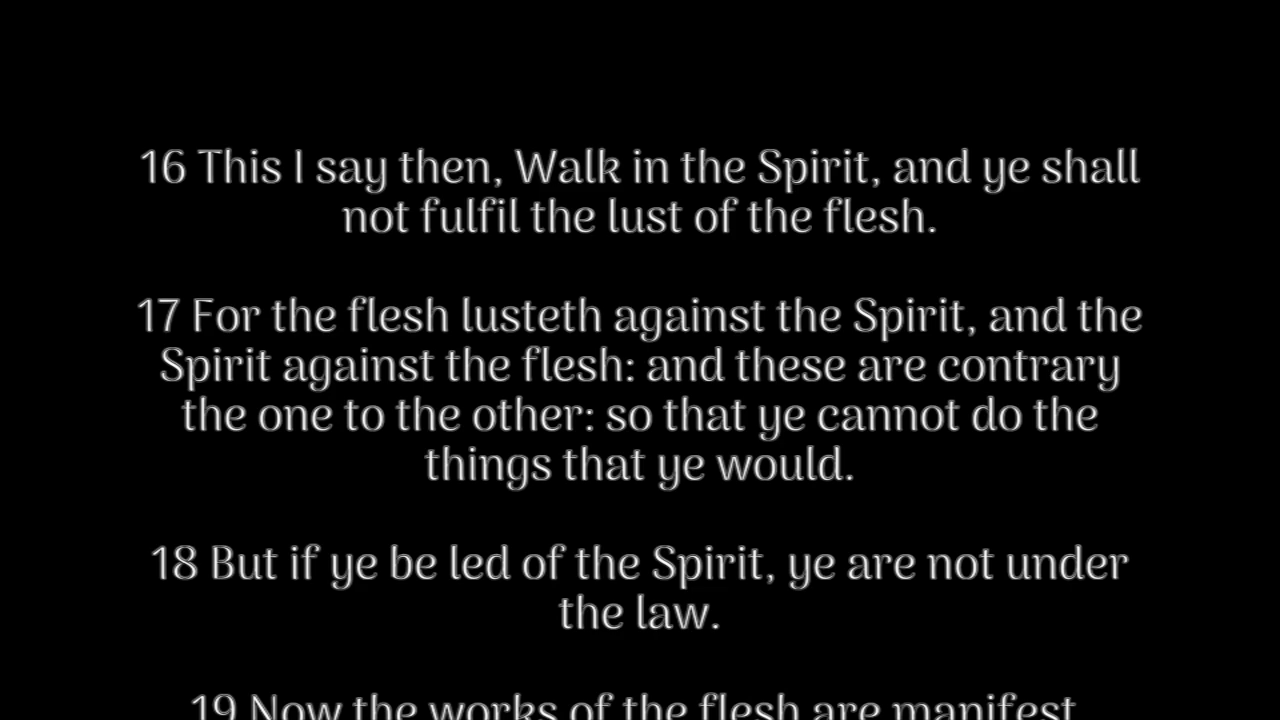 16 This I say then, Walk in the Spirit, and ye shall
not fulfil the lust of the flesh.
17 For the flesh lusteth against the Spirit, and the
Spirit against the flesh: and these are contrary
the one to the other: so that ye cannot do the
things that ye would.
18 But if ye be led of the Spirit, ye are not under
the law.
19 Now the works of the flesh are manifest